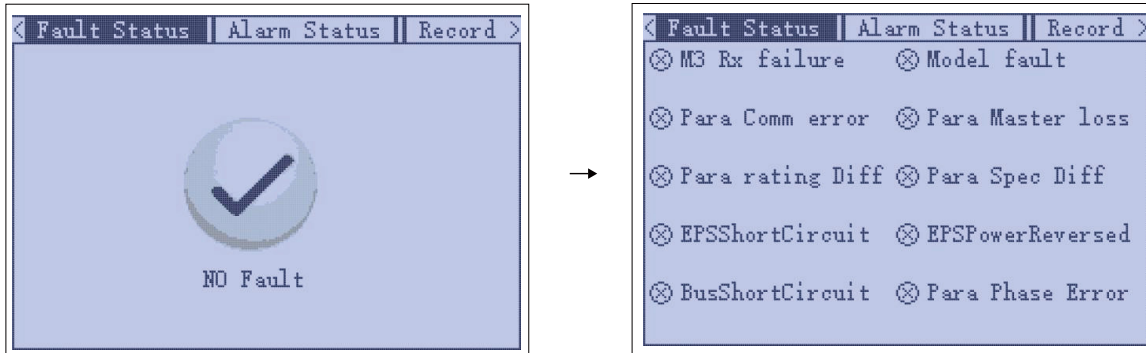 < Fault Status Alarm Status Record >
NO Fault
→
< Fault Status Alarm Status Record >
M3 Rx failure Model fault
Para Comm error Para Master loss
Para rating Diff Para Spec Diff
EPSShortCircuit EPSPowerReversed
BusShortCircuit Para Phase Error